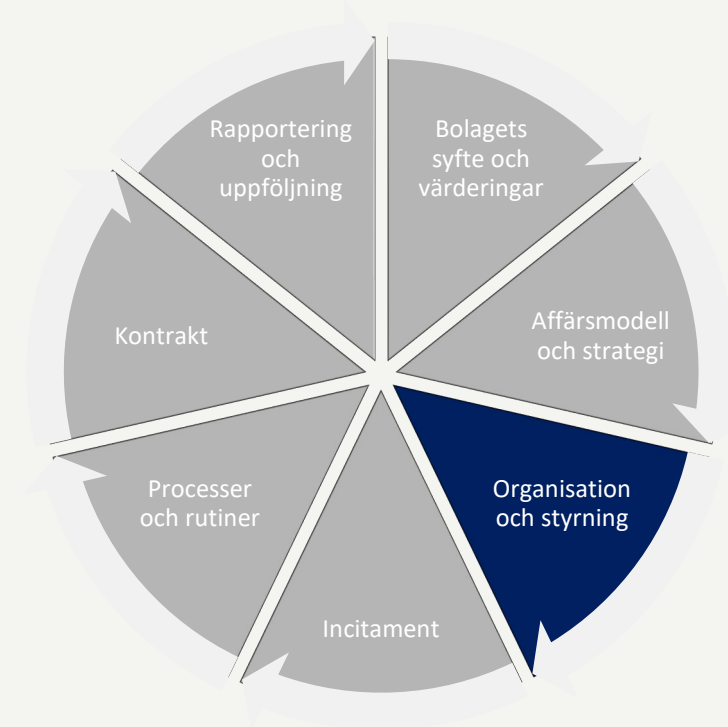 Bolagets
syfte och
värderingar
Affärsmodell
och strategi
Organisation
och styrning
Incitament
Processer
och rutiner
Kontrakt
Rapportering
och
uppföljning